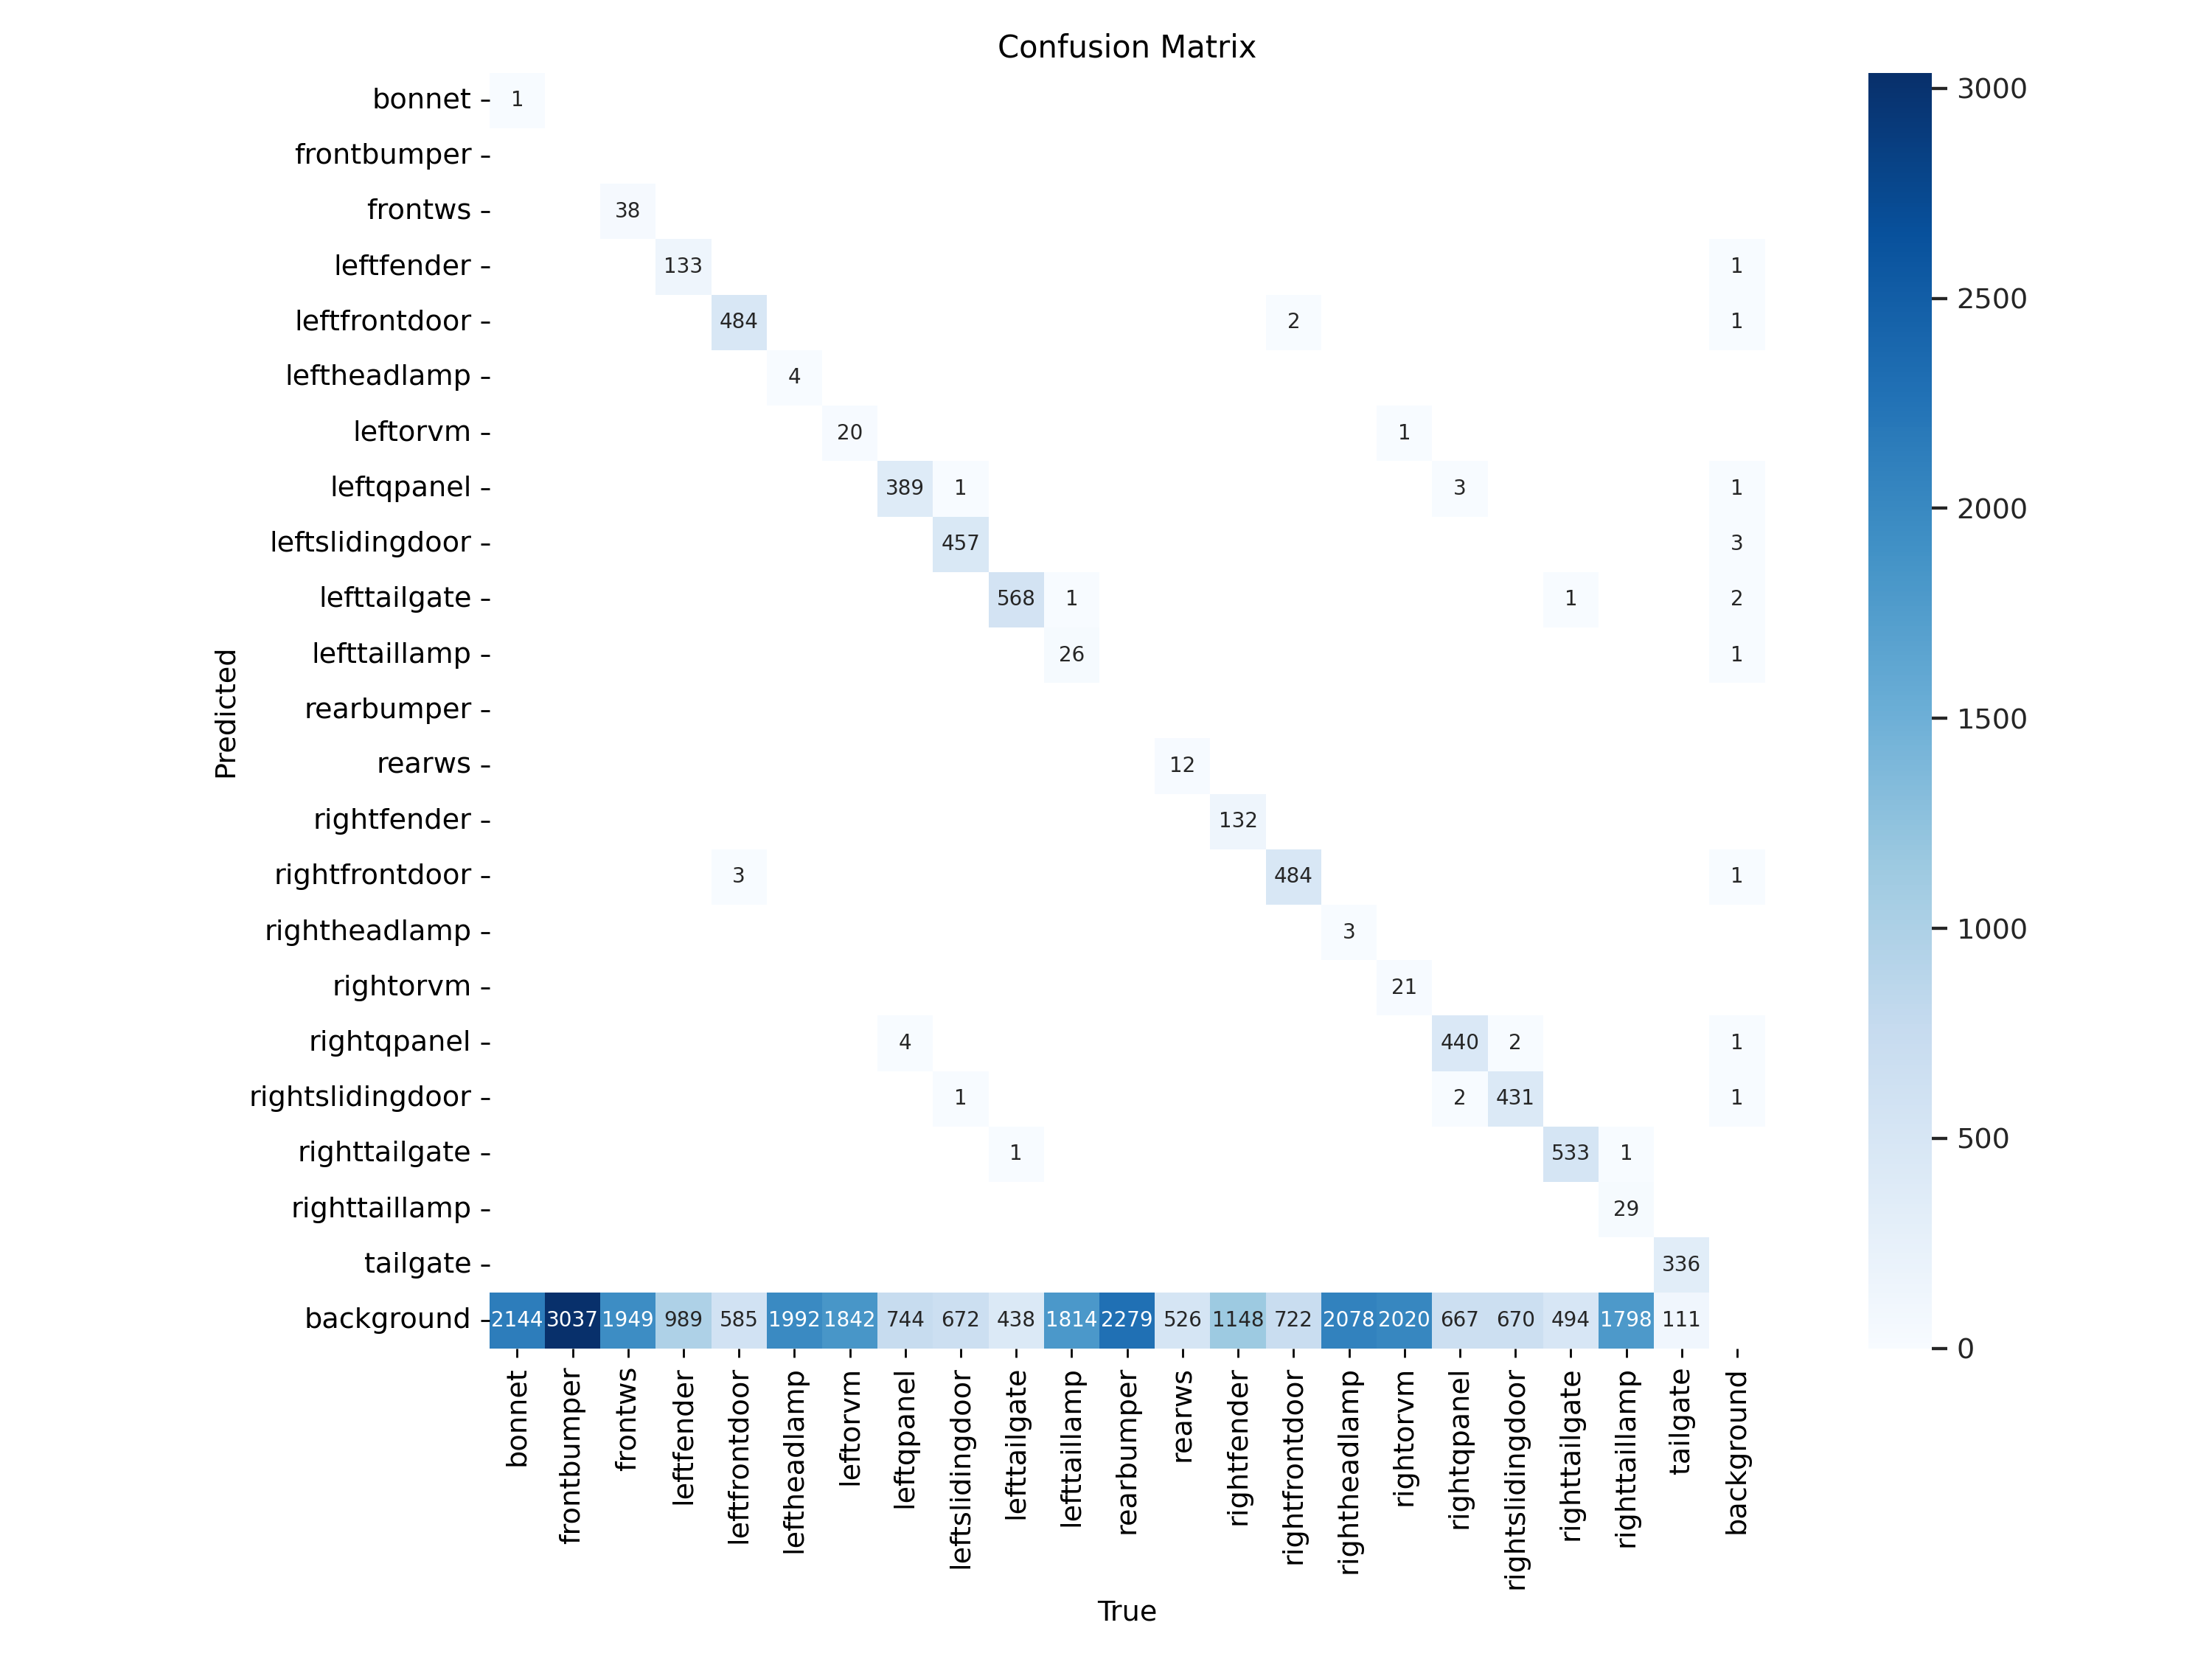 Confusion Matrix
bonnet 1
frontbumper
frontws 38
leftfender 133 1
leftfrontdoor 484 2 1
leftheadlamp 4
leftorvm 20 1
leftqpanel 389 1 3 1
leftslidingdoor 457 3
lefttailgate 568 1 1 2
lefttaillamp 26 1
rearbumper
rearws 12
rightfender 132
rightfrontdoor 3 484 1
rightheadlamp 3
rightorvm 21
rightqpanel 4 440 2 1
rightslidingdoor 1 2 431 1
righttailgate 1 533 1
righttaillamp 29
tailgate 336
background 2144 3037 1949 989 585 1992 1842 744 672 438 1814 2279 526 1148 722 2078 2020 667 670 494 1798 111
Predicted
bonnet
frontbumper
frontws
leftfender
leftfrontdoor
leftheadlamp
leftorvm
leftqpanel
leftslidingdoor
lefttailgate
lefttaillamp
rearbumper
rearws
rightfender
rightfrontdoor
rightheadlamp
rightorvm
rightqpanel
rightslidingdoor
righttailgate
righttaillamp
tailgate
background
True
3000
2500
2000
1500
1000
500
0